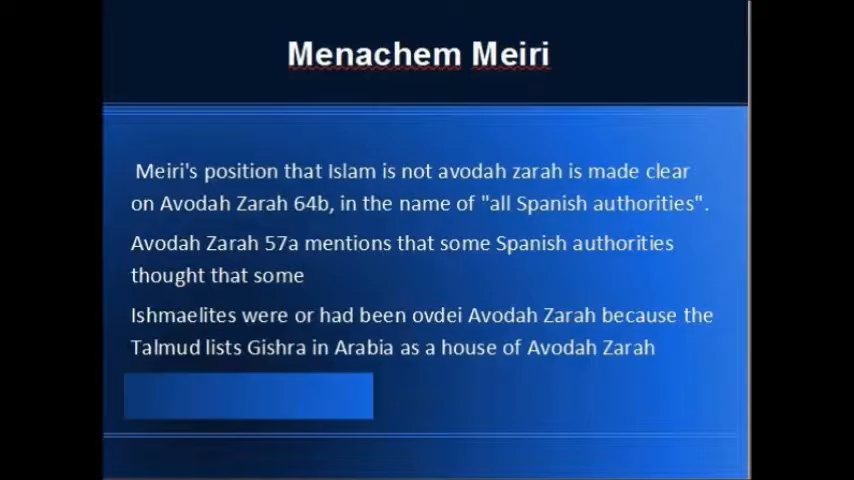 Menachem Meiri
Meiri's position that Islam is not avodah zarah is made clear
on Avodah Zarah 64b, in the name of "all Spanish authorities".
Avodah Zarah 57a mentions that some Spanish authorities
thought that some
Ishmaelites were or had been ovdei Avodah Zarah because the
Talmud lists Gishra in Arabia as a house of Avodah Zarah